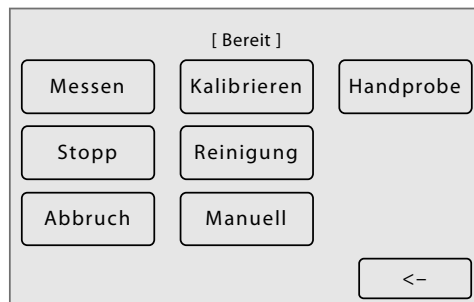 [ Bereit ]
Messen Kalibrieren Handprobe
Stopp Reinigung
Abbruch Manuell
<–